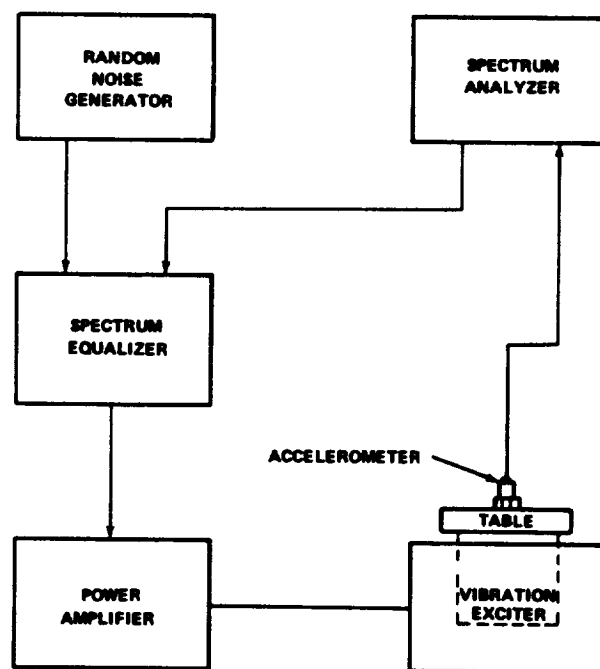 RANDOM
NOISE
GENERATOR
SPECTRUM
ANALYZER
SPECTRUM
EQUALIZER
ACCELEROMETER
TABLE
POWER
AMPLIFIER
VIBRATION
EXCITER